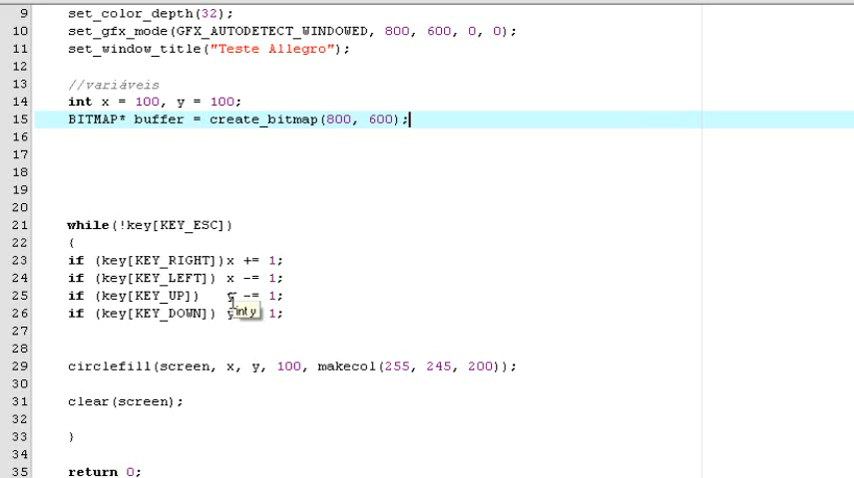 9 set_color_depth(32);
10 set_gfx_mode(GFX_AUTODETECT_WINDOWED, 800, 600, 0, 0);
11 set_window_title("Teste Allegro");
12
13 //variáveis
14 int x = 100, y = 100;
15 BITMAP* buffer = create_bitmap(800, 600);
16
17
18
19
20
21 while(!key[KEY_ESC])
22 {
23 if (key[KEY_RIGHT])x += 1;
24 if (key[KEY_LEFT]) x -= 1;
25 if (key[KEY_UP]) y -= 1;
26 if (key[KEY_DOWN]) y 1;
int y
27
28
29 circlefill(screen, x, y, 100, makecol(255, 245, 200));
30
31 clear(screen);
32
33 }
34
35 return 0;